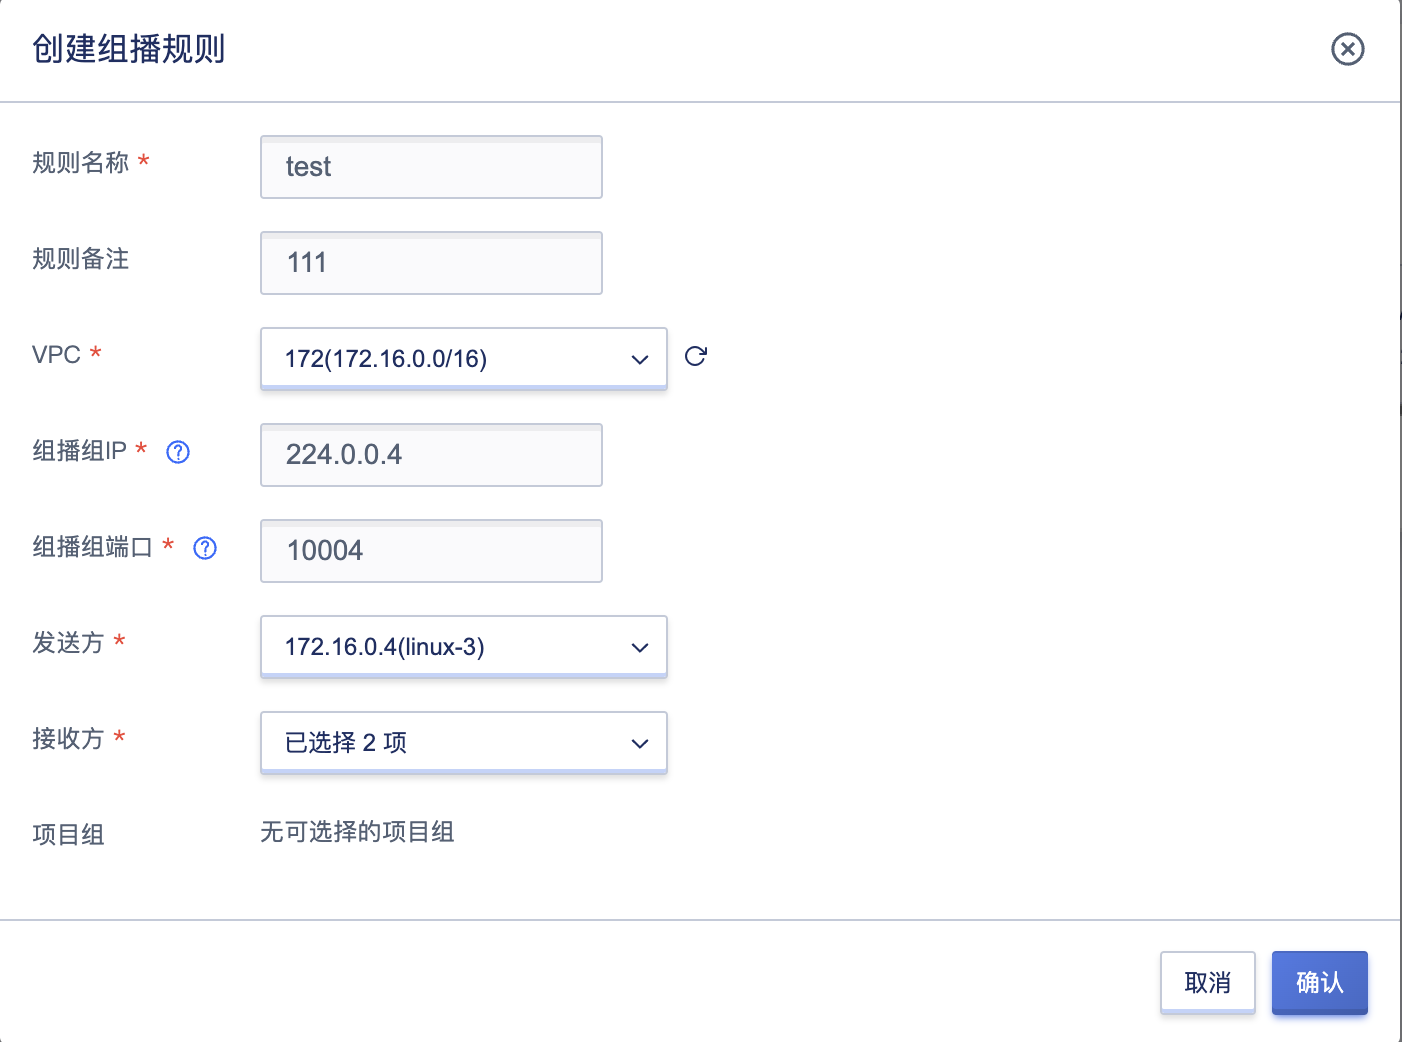 创建组播规则
规则名称 * test
规则备注 111
VPC * 172(172.16.0.0/16)
组播组IP * ? 224.0.0.4
组播组端口 * ? 10004
发送方 * 172.16.0.4(linux-3)
接收方 * 已选择 2 项
项目组 无可选择的项目组
取消 确认